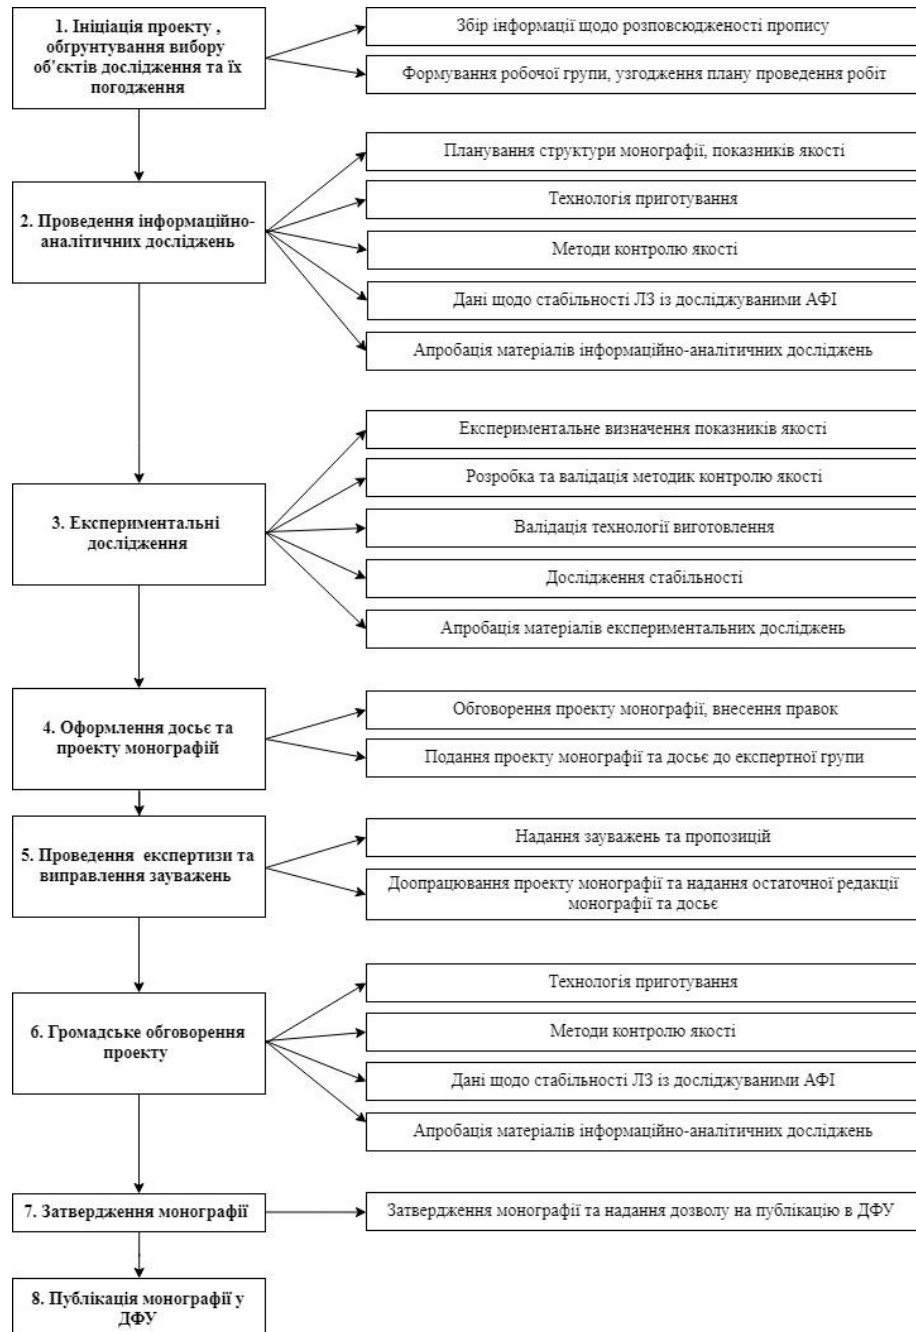 1. Ініціація проекту ,
обґрунтування вибору
об'єктів дослідження та їх
погодження
Збір інформації щодо розповсюдженості пропису
Формування робочої групи, узгодження плану проведення робіт
2. Проведення інформаційно-
аналітичних досліджень
Планування структури монографії, показників якості
Технологія приготування
Методи контролю якості
Дані щодо стабільності ЛЗ із досліджуваними АФІ
Апробація матеріалів інформаційно-аналітичних досліджень
3. Експериментальні
дослідження
Експериментальне визначення показників якості
Розробка та валідація методик контролю якості
Валідація технології виготовлення
Дослідження стабільності
Апробація матеріалів експериментальних досліджень
4. Оформлення досьє та
проекту монографій
Обговорення проекту монографії, внесення правок
Подання проекту монографії та досьє до експертної групи
5. Проведення експертизи та
виправлення зауважень
Надання зауважень та пропозицій
Доопрацювання проекту монографії та надання остаточної редакції
монографії та досьє
6. Громадське обговорення
проекту
Технологія приготування
Методи контролю якості
Дані щодо стабільності ЛЗ із досліджуваними АФІ
Апробація матеріалів інформаційно-аналітичних досліджень
7. Затвердження монографії
Затвердження монографії та надання дозволу на публікацію в ДФУ
8. Публікація монографії у
ДФУ